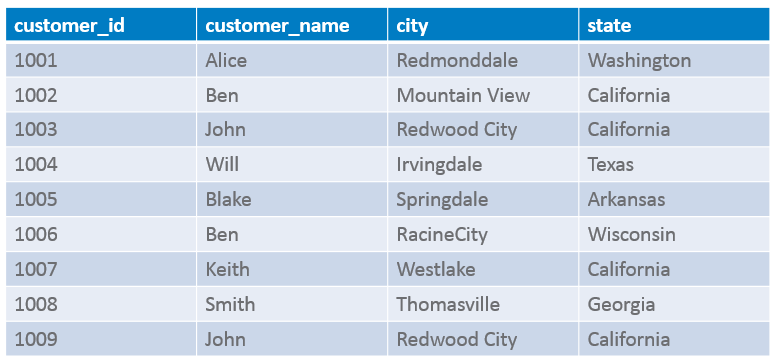 customer_id customer_name city state
1001 Alice Redmonddale Washington
1002 Ben Mountain View California
1003 John Redwood City California
1004 Will Irvingdale Texas
1005 Blake Springdale Arkansas
1006 Ben RacineCity Wisconsin
1007 Keith Westlake California
1008 Smith Thomasville Georgia
1009 John Redwood City California